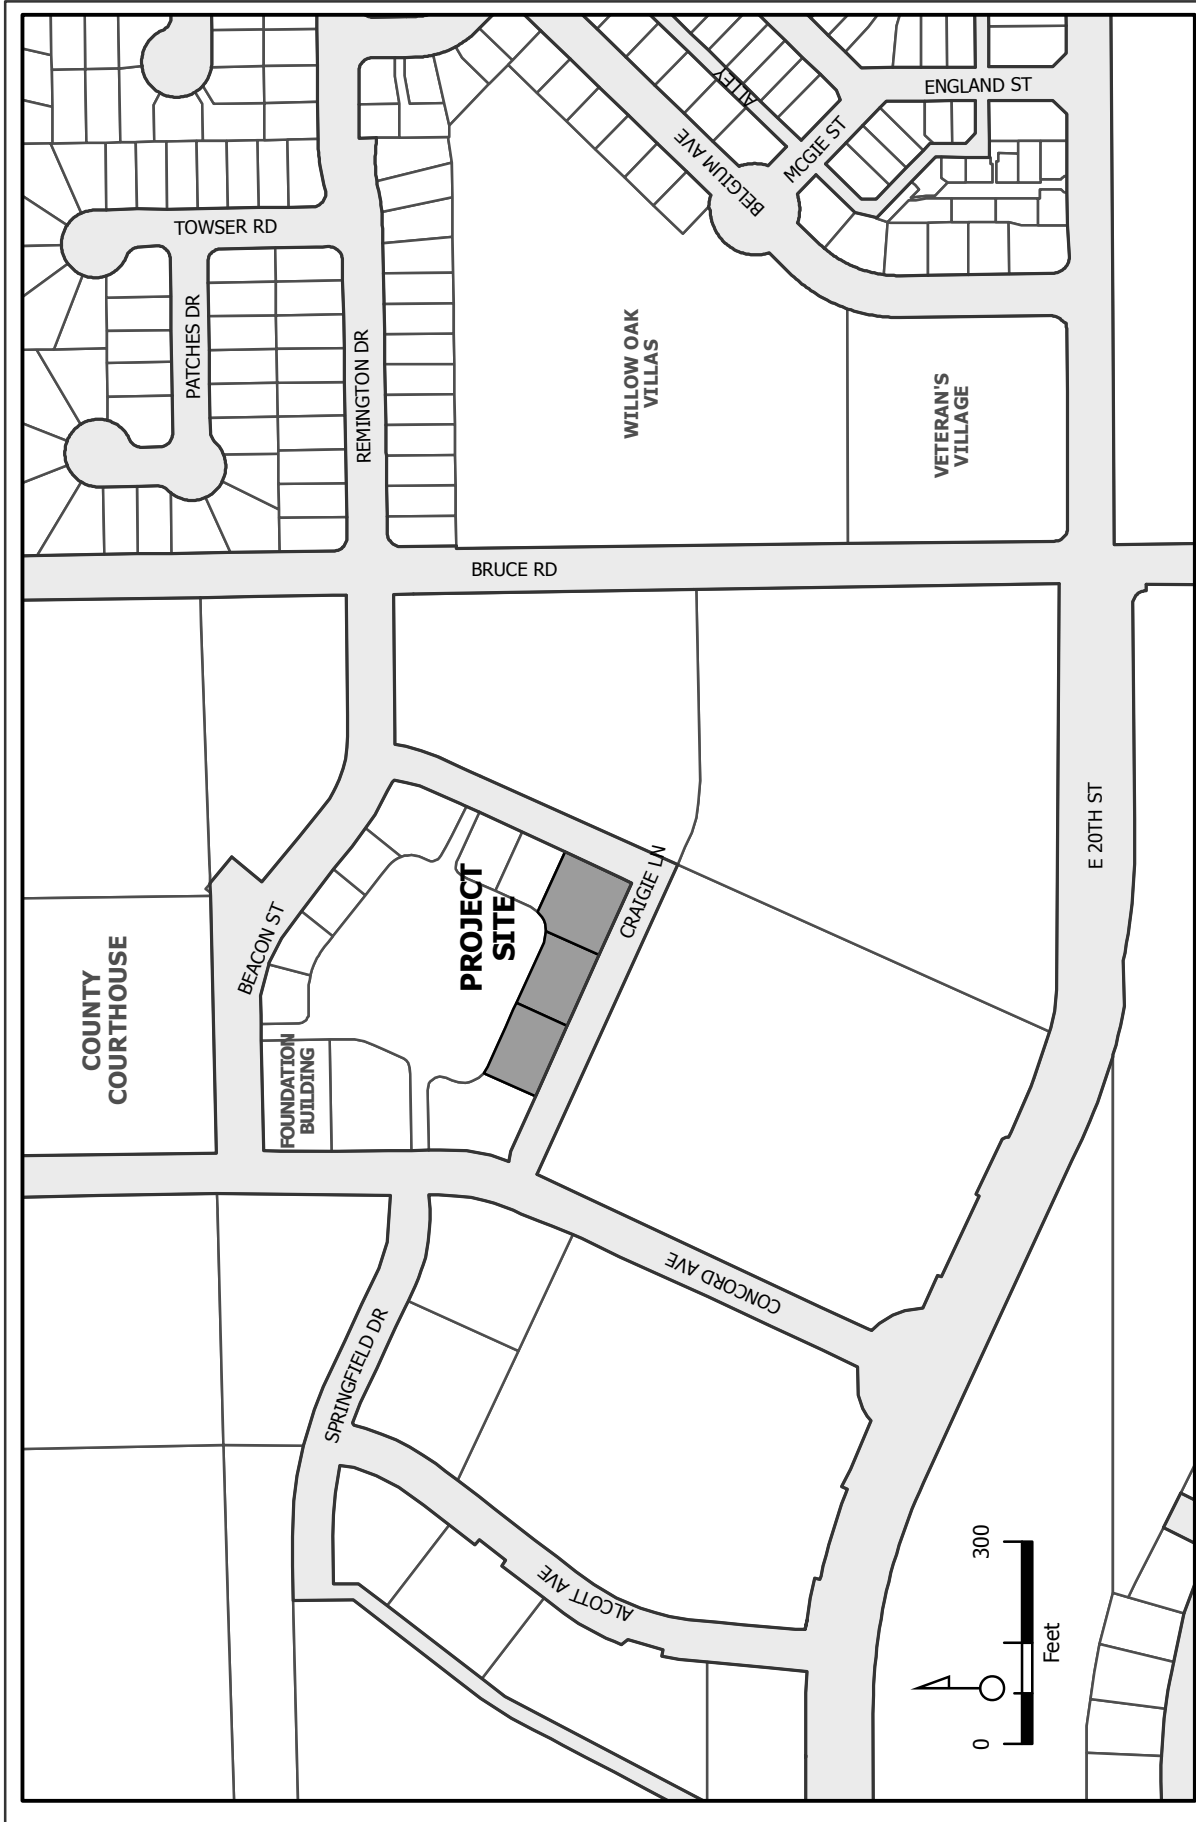 ENGLAND ST
ALLEY
MCGIE ST
BELGIUM AVE
TOWSER RD
PATCHES DR
REMINGTON DR
WILLOW OAK
VILLAS
VETERAN'S
VILLAGE
BRUCE RD
E 20TH ST
CRAIGIE LN
PROJECT
SITE
BEACON ST
COUNTY
COURTHOUSE
FOUNDATION
BUILDING
CONCORD AVE
SPRINGFIELD DR
ALCOTT AVE
0
300
Feet